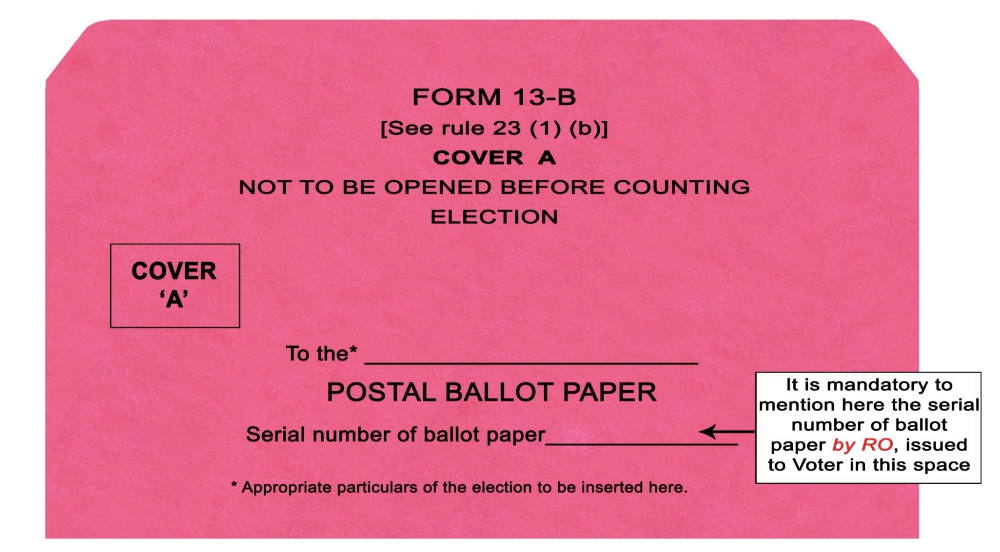 FORM 13-B
[See rule 23 (1) (b)]
COVER A
NOT TO BE OPENED BEFORE COUNTING
ELECTION
COVER
‘A’
To the*
POSTAL BALLOT PAPER
Serial number of ballot paper
It is mandatory to
mention here the serial
number of ballot
paper by RO, issued
to Voter in this space
* Appropriate particulars of the election to be inserted here.